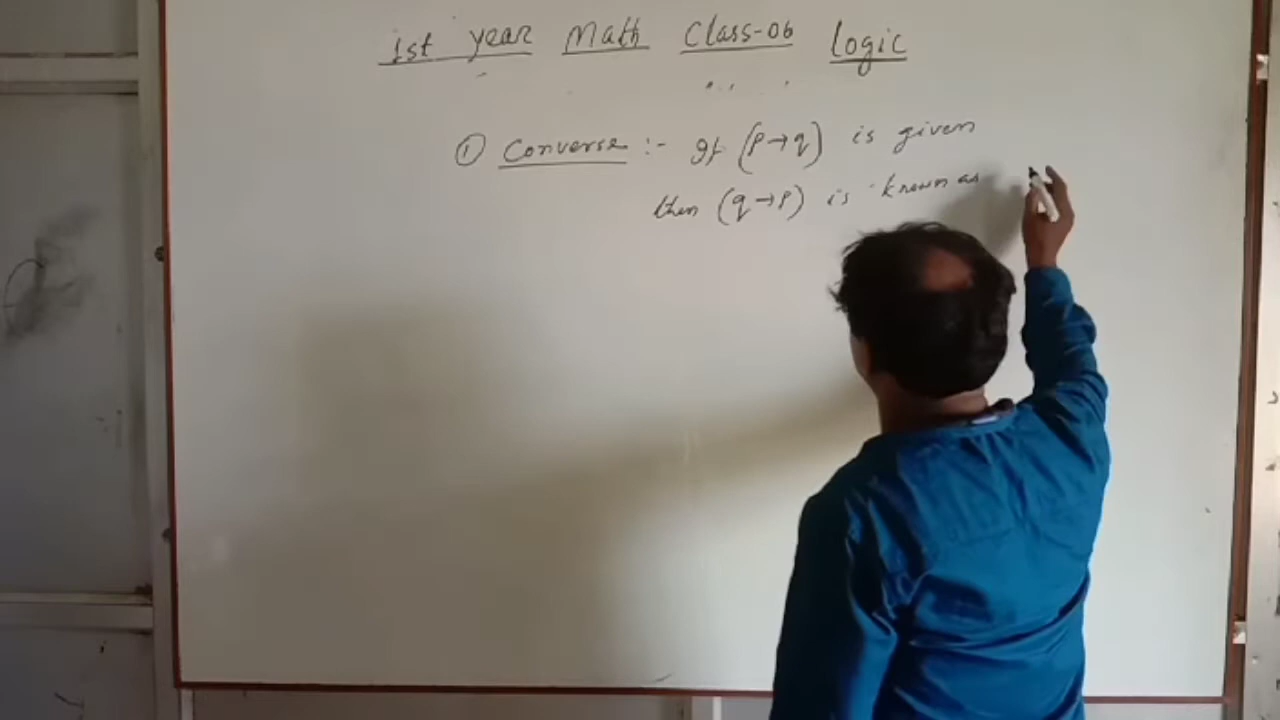 1st year Math Class-06 logic
① Converse :- If (p→q) is given
then (q→p) is known as